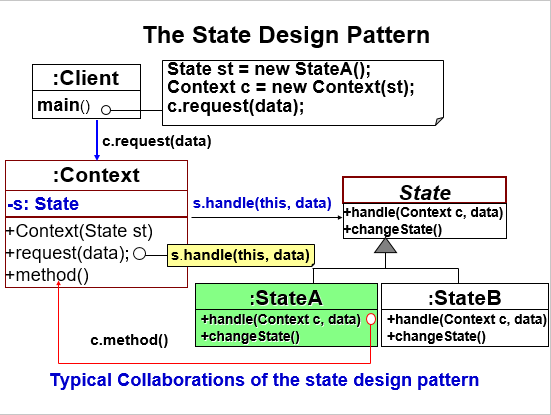 The State Design Pattern
:Client
main()
State st = new StateA();
Context c = new Context(st);
c.request(data);
c.request(data)
:Context
-s: State
+Context(State st)
+request(data);
+method()
s.handle(this, data)
s.handle(this, data)
State
+handle(Context c, data)
+changeState()
:StateA
+handle(Context c, data)
+changeState()
:StateB
+handle(Context c, data)
+changeState()
c.method()
Typical Collaborations of the state design pattern